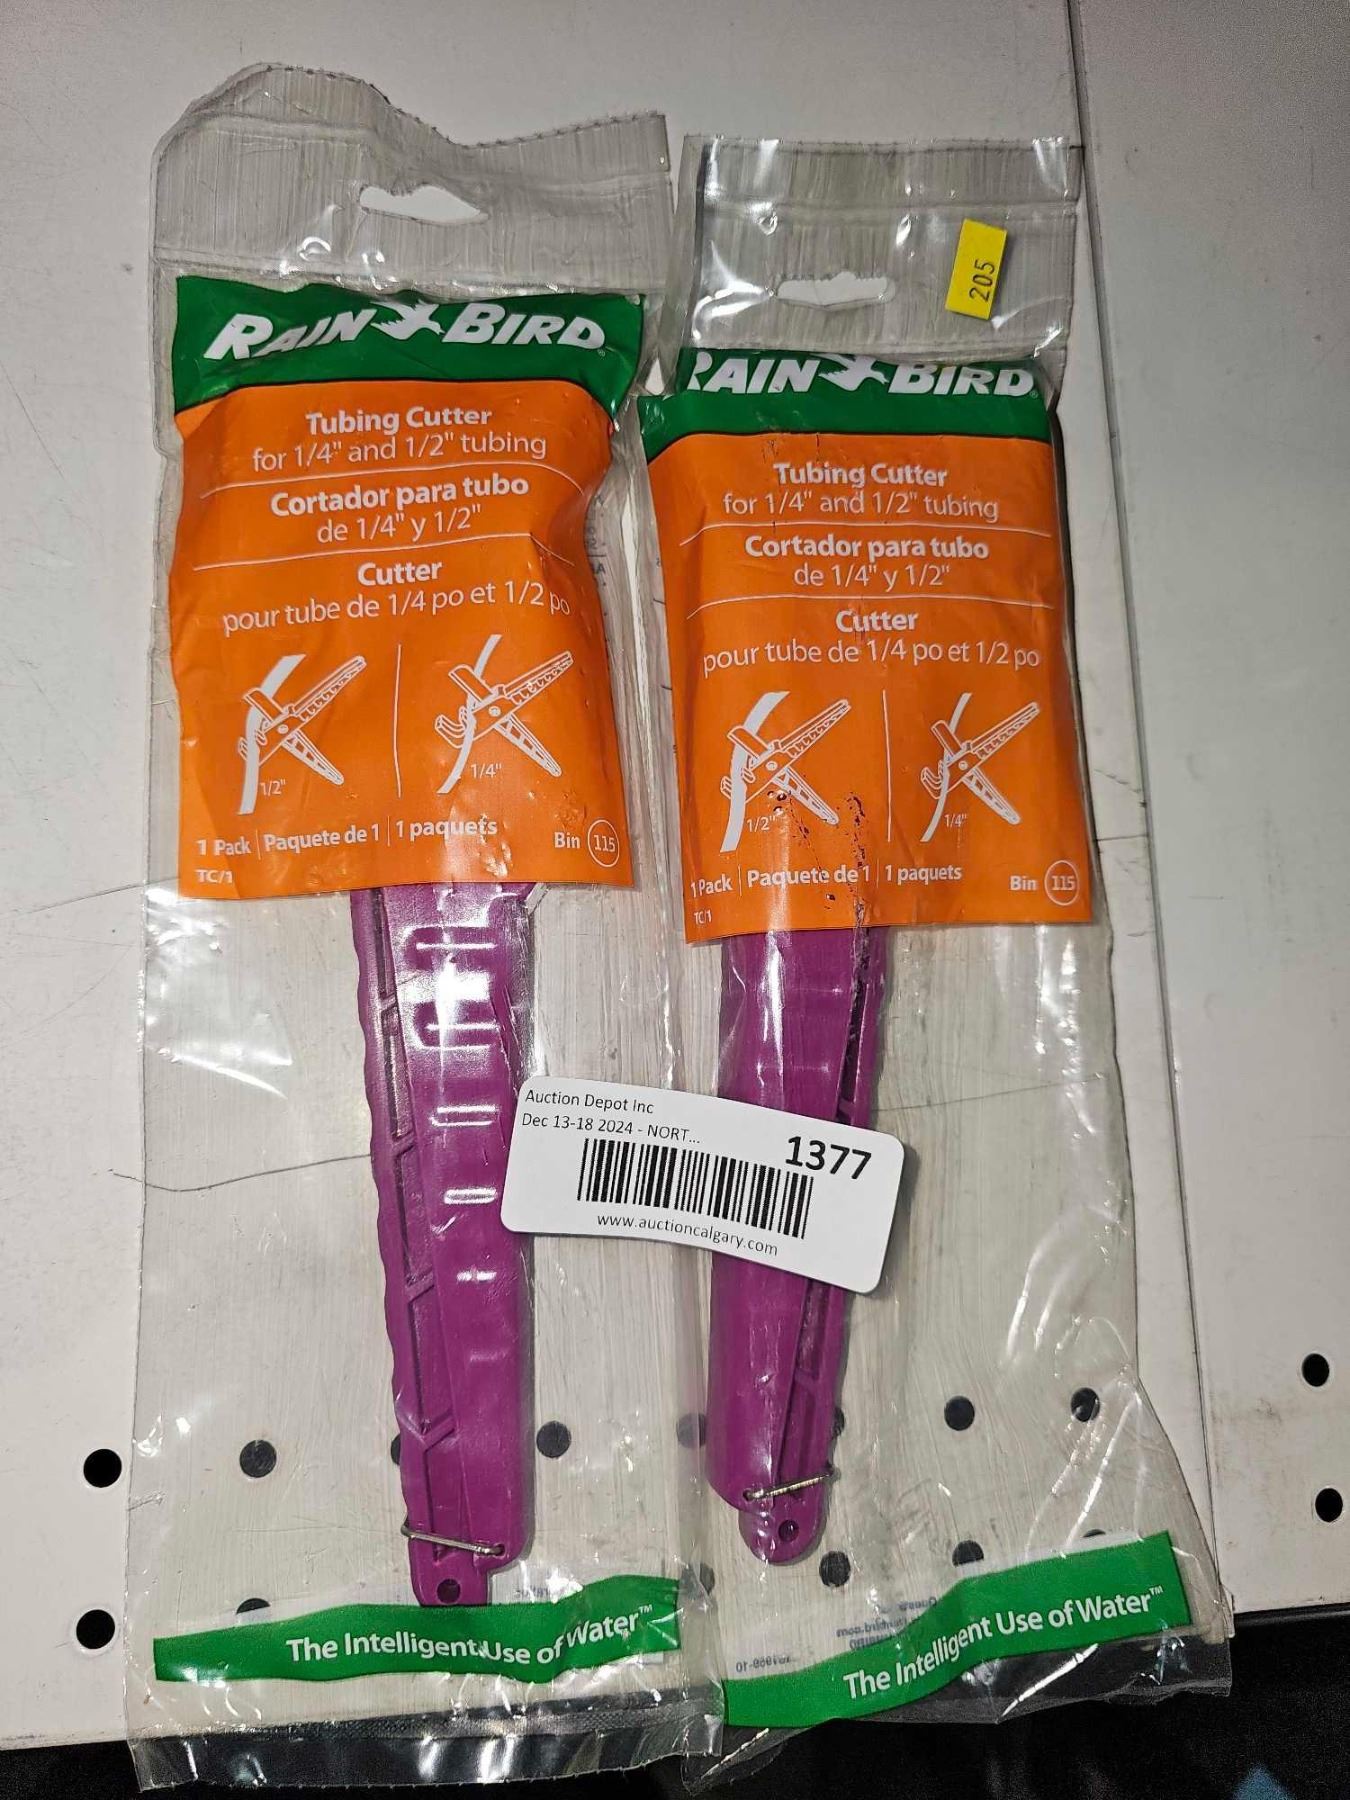 RAIN BIRD®
Tubing Cutter
for 1/4" and 1/2" tubing
Cortador para tubo
de 1/4" y 1/2"
Cutter
pour tube de 1/4 po et 1/2 po
1/2"
1/4"
1 Pack | Paquete de 1 | 1 paquets
Bin 115
TC/1
The Intelligent Use of Water™
205
RAIN BIRD®
Tubing Cutter
for 1/4" and 1/2" tubing
Cortador para tubo
de 1/4" y 1/2"
Cutter
pour tube de 1/4 po et 1/2 po
1/2"
1/4"
1 Pack | Paquete de 1 | 1 paquets
Bin 115
TC/1
The Intelligent Use of Water™
Auction Depot Inc
Dec 13-18 2024 - NORT...
1377
www.auctioncalgary.com